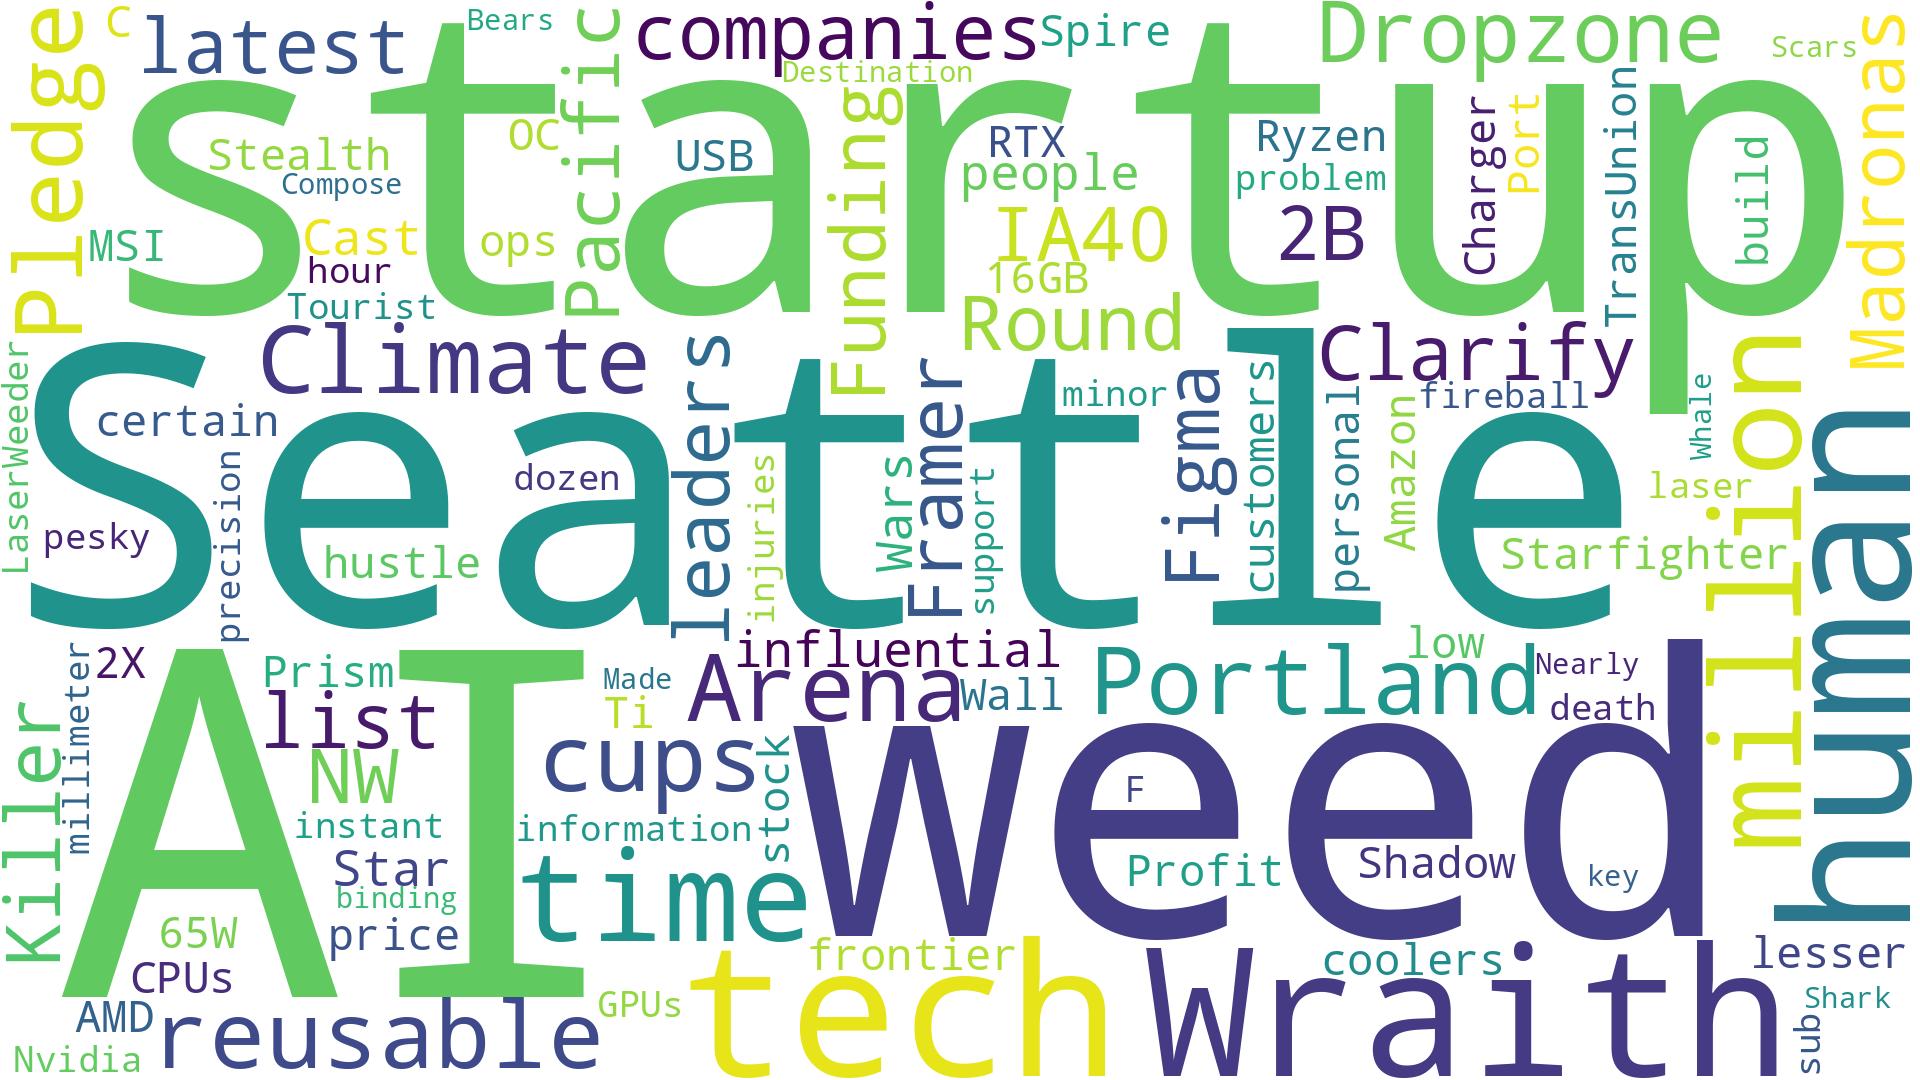 startup
Seattle
AI
Weed
human
tech
Wraith
million
time
reusable
Portland
Climate
cups
Arena
Pledge
latest
companies
Dropzone
Madronas
Pacific
Funding
Round
IA40
2B
Clarify
leaders
Framer
Figma
list
NW
Killer
C
Bears
Spire
Destination
Scars
Stealth
OC
USB
RTX
people
Ryzen
problem
Charger
Port
TransUnion
build
Compose
MSI
Cast
ops
hour
Tourist
16GB
LaserWeeder
certain
precision
pesky
dozen
hustle
injuries
Wars
support
minor
customers
personal
Amazon
fireball
Whale
laser
Starfighter
influential
low
Nearly
death
Wall
Made
Ti
Prism
2X
millimeter
stock
instant
information
Star
binding
price
65W
CPUs
AMD
Nvidia
GPUs
frontier
F
Profit
Shadow
key
coolers
lesser
Shark
sub